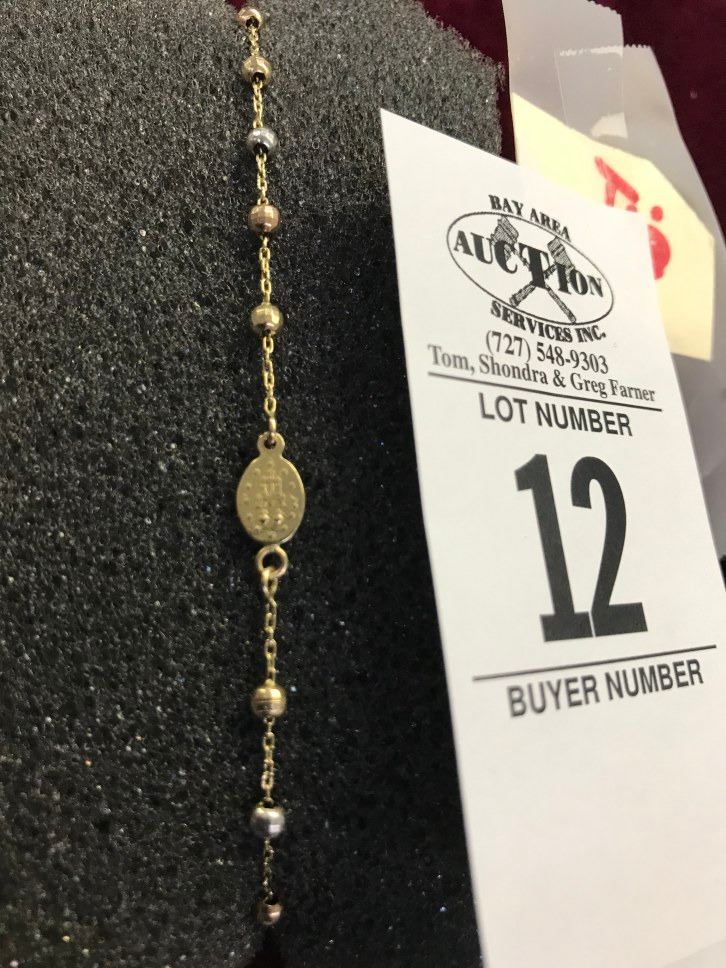 BAY AREA
AUCTION
SERVICES INC.
(727) 548-9303
Tom, Shondra & Greg Farner
LOT NUMBER
12
BUYER NUMBER